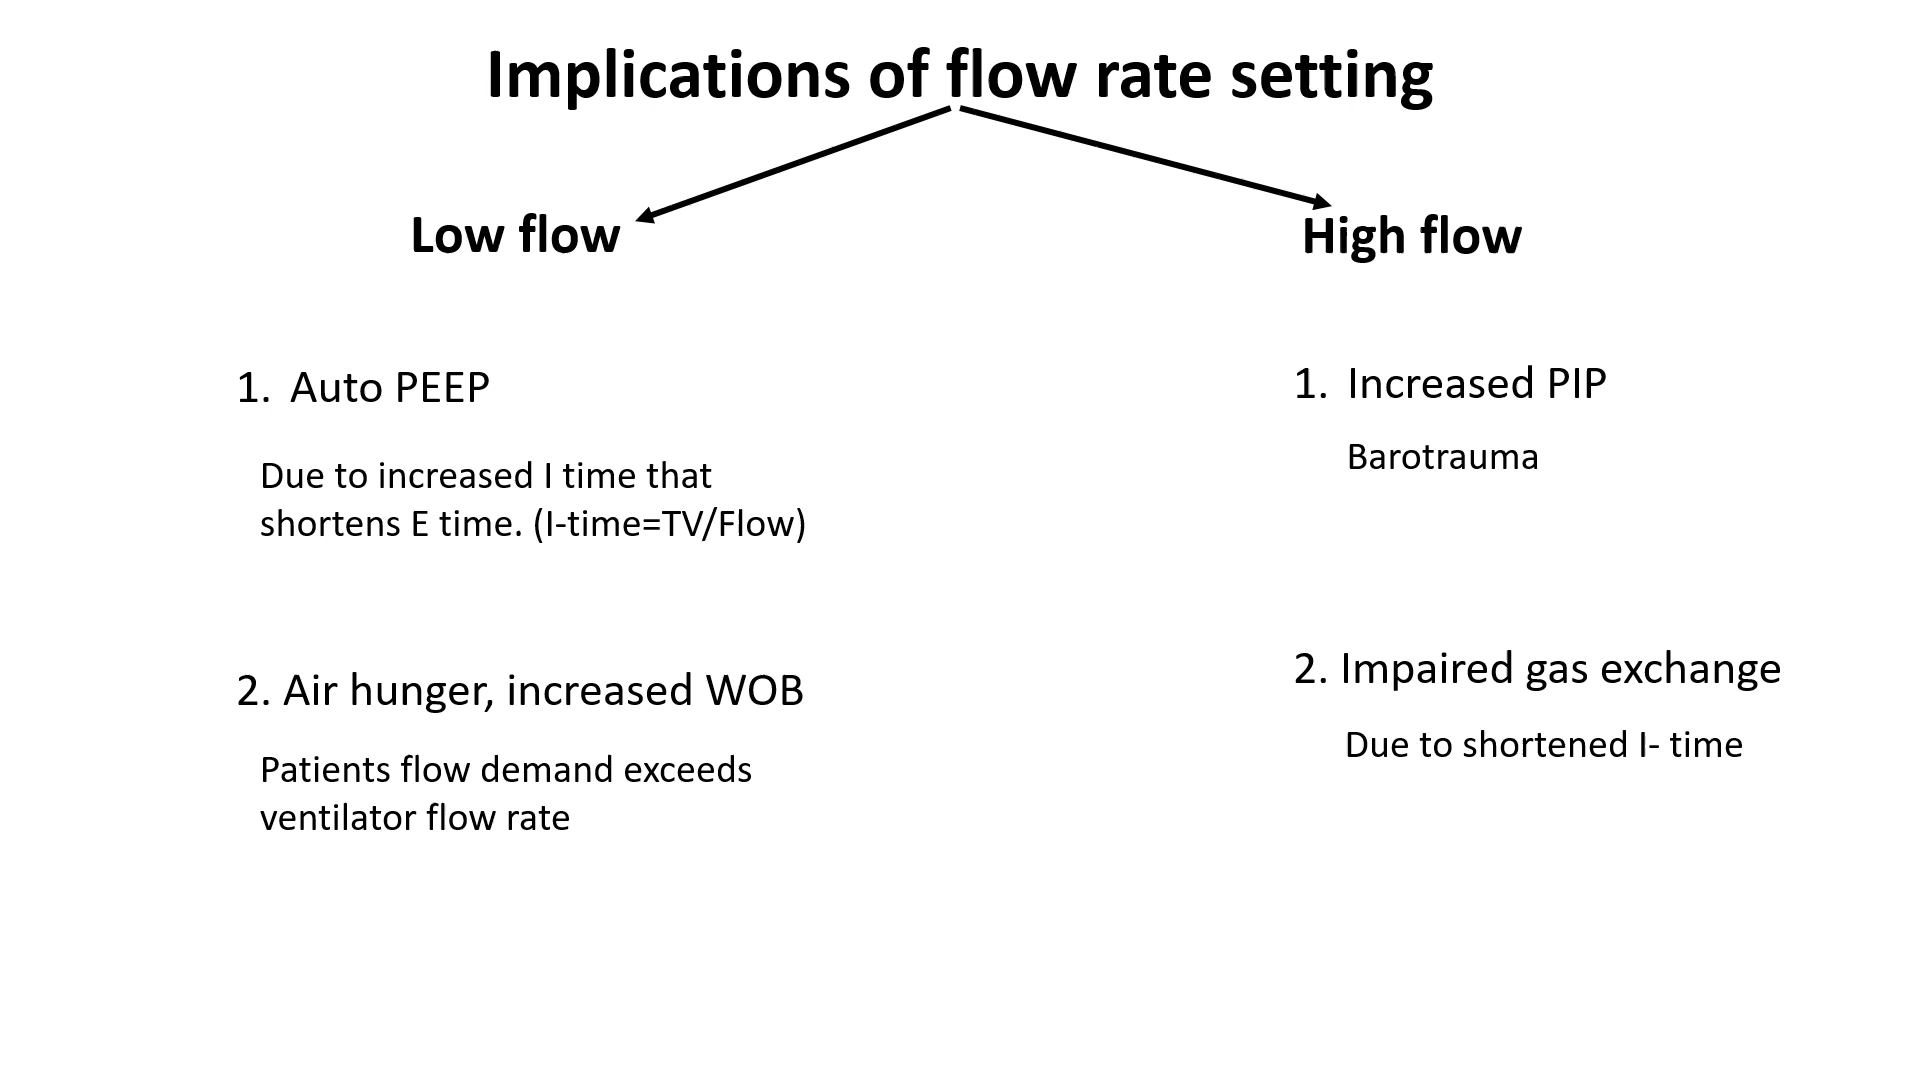 Implications of flow rate setting
Low flow
1. Auto PEEP
Due to increased I time that
shortens E time. (I-time=TV/Flow)
2. Air hunger, increased WOB
Patients flow demand exceeds
ventilator flow rate
High flow
1. Increased PIP
Barotrauma
2. Impaired gas exchange
Due to shortened I- time